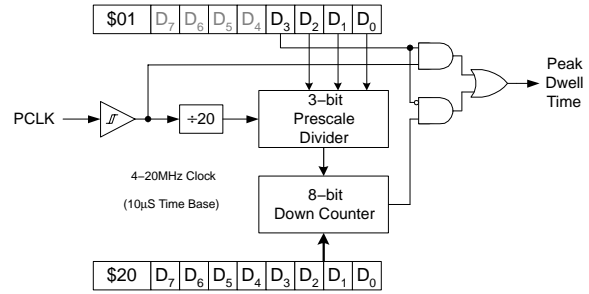 $01 D7 D6 D5 D4 D3 D2 D1 D0
Peak
Dwell
Time
PCLK
÷20
3–bit
Prescale
Divider
4–20MHz Clock
(10µS Time Base)
8–bit
Down Counter
$20 D7 D6 D5 D4 D3 D2 D1 D0